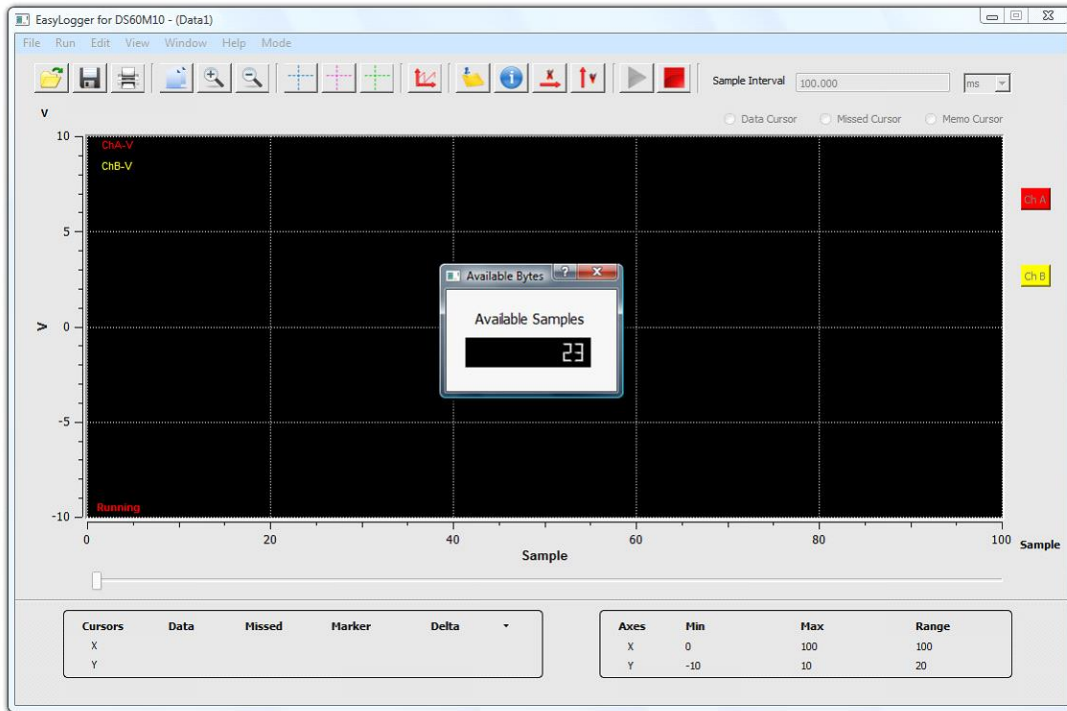 EasyLogger for DS60M10 - (Data1)
File Run Edit View Window Help Mode
X Y Sample Interval 100.000 ms
V
Data Cursor Missed Cursor Memo Cursor
10
ChA-V
ChB-V
Ch A
5
Available Bytes ?
Ch B
Available Samples
V 0
23
-5
Running
-10
0 20 40 60 80 100
Sample
Sample
Cursors Data Missed Marker Delta
X
Y
Axes Min Max Range
X 0 100 100
Y -10 10 20